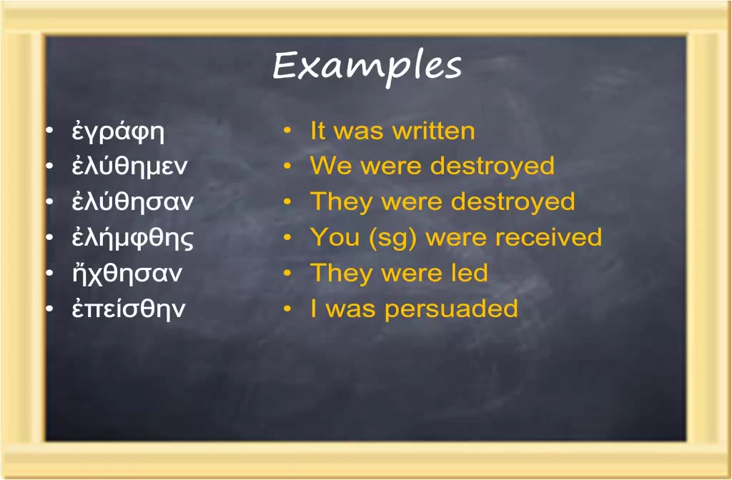 Examples
• ἐγράφη • It was written
• ἐλύθημεν • We were destroyed
• ἐλύθησαν • They were destroyed
• ἐλήμφθης • You (sg) were received
• ἤχθησαν • They were led
• ἐπείσθην • I was persuaded